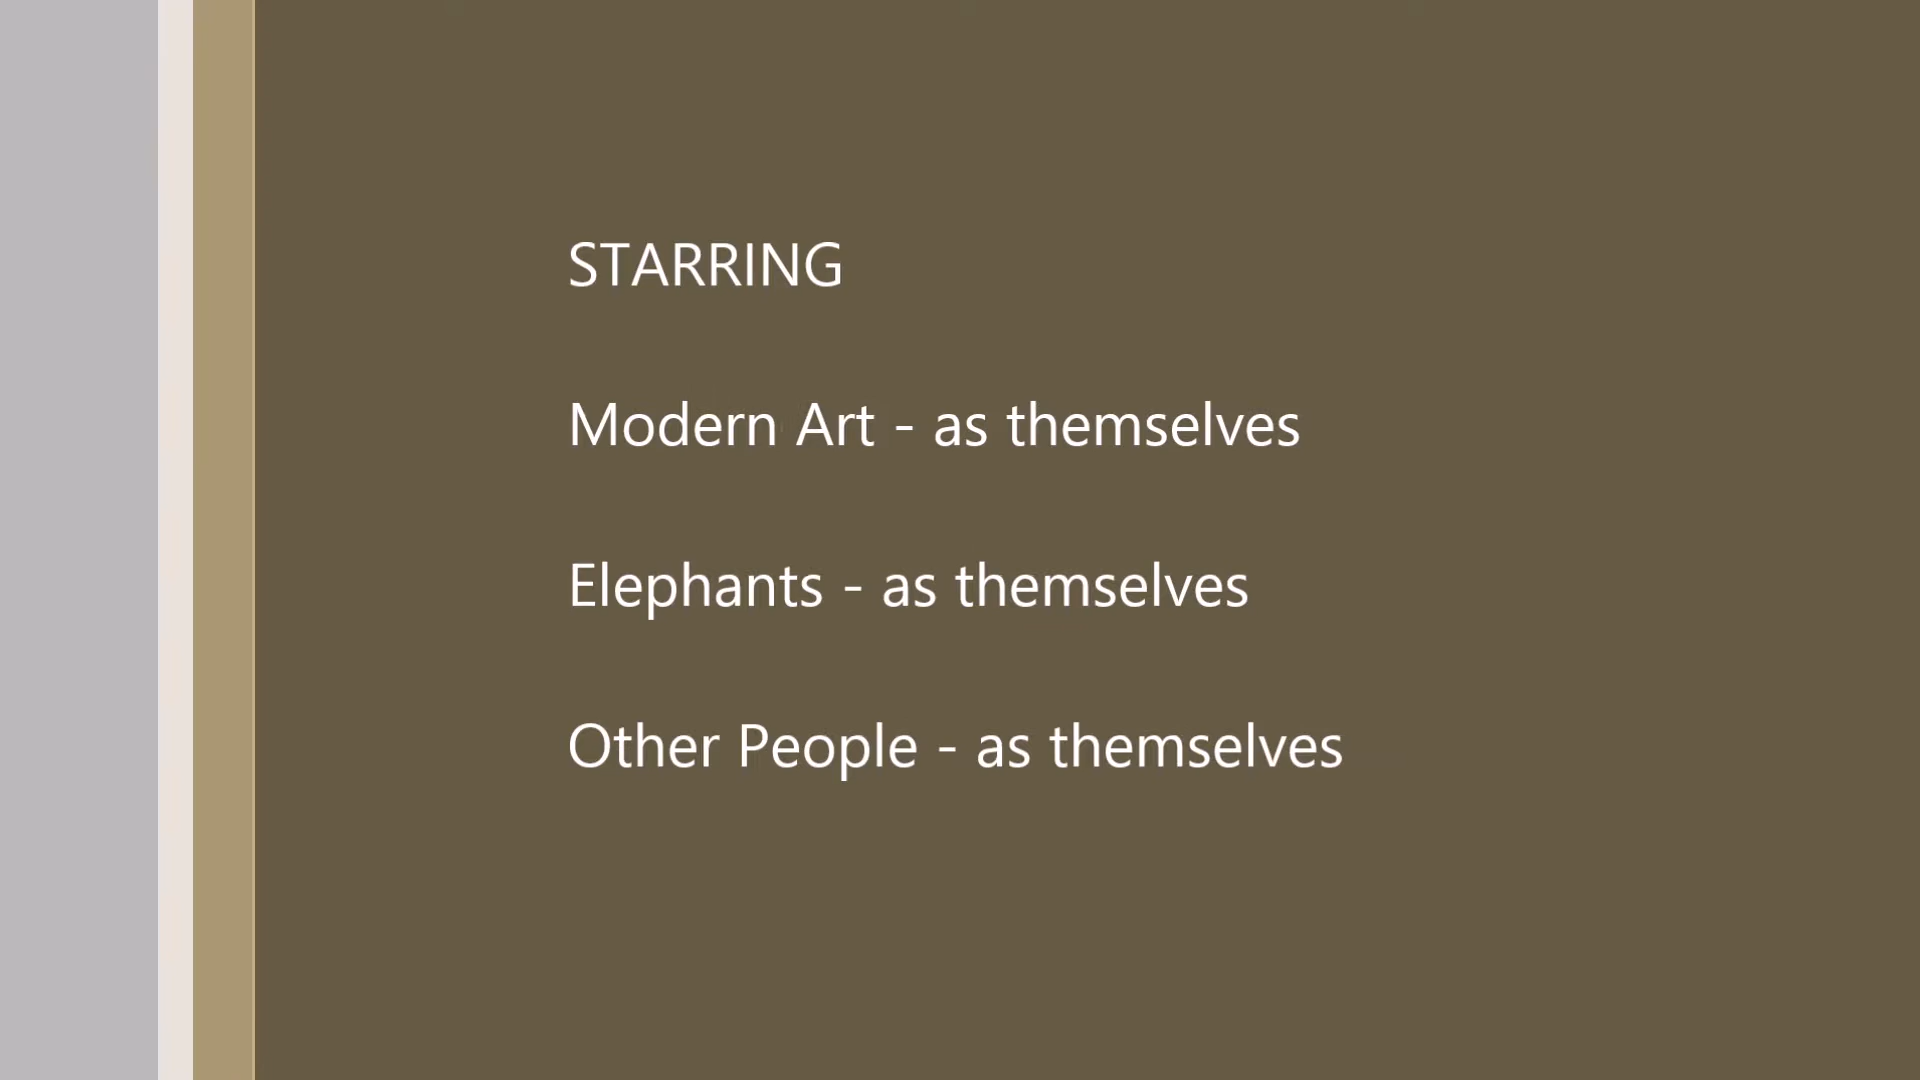 STARRING
Modern Art - as themselves
Elephants - as themselves
Other People - as themselves